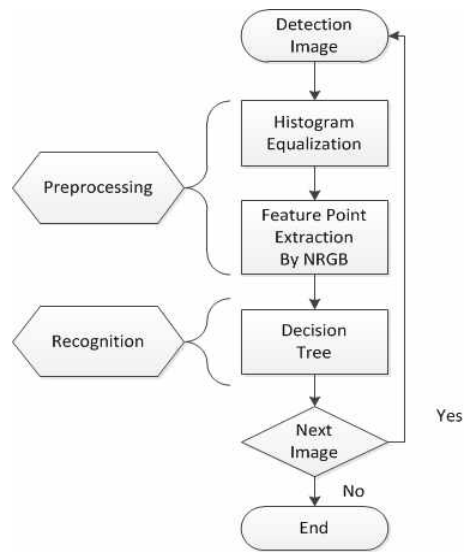 Detection
Image
Histogram
Equalization
Preprocessing
Feature Point
Extraction
By NRGB
Recognition
Decision
Tree
Next
Image
Yes
No
End